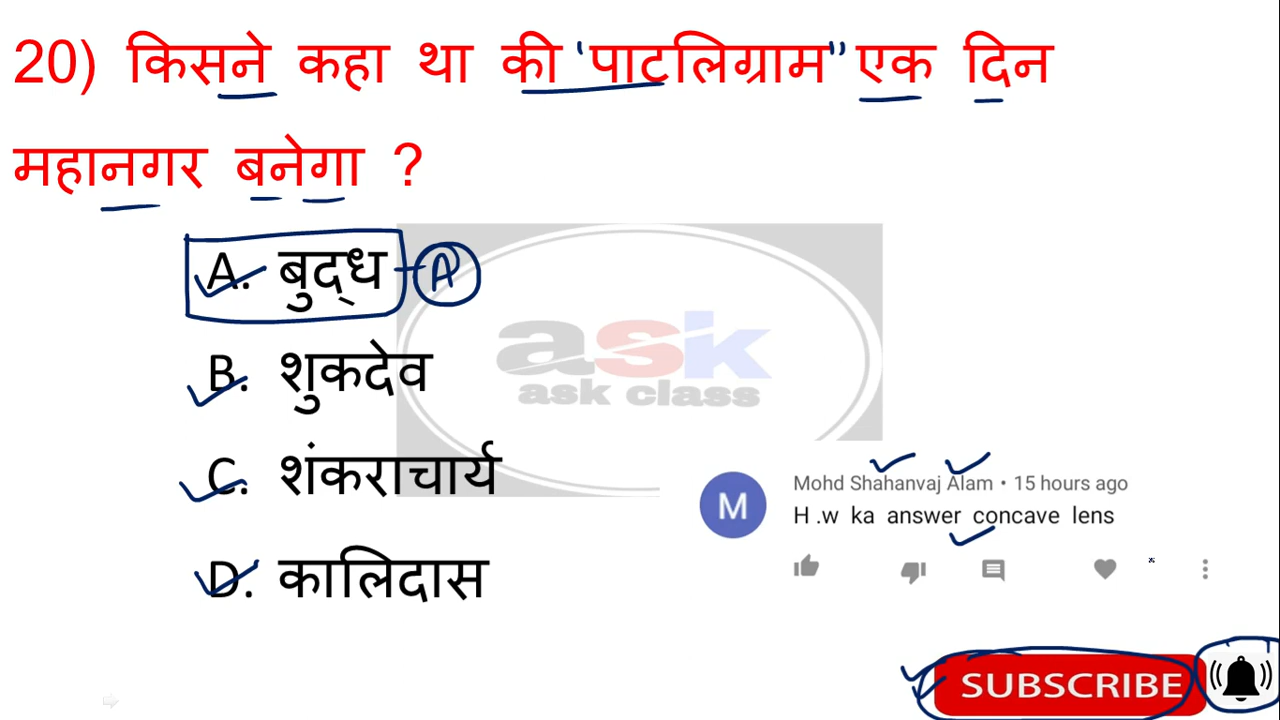 20) किसने कहा था की 'पाटलिग्राम" एक दिन
महानगर बनेगा ?
A. बुद्ध A
B. शुकदेव
C. शंकराचार्य
D. कालिदास
ask
ask class
M
Mohd Shahanvaj Alam • 15 hours ago
H .w ka answer concave lens
SUBSCRIBE